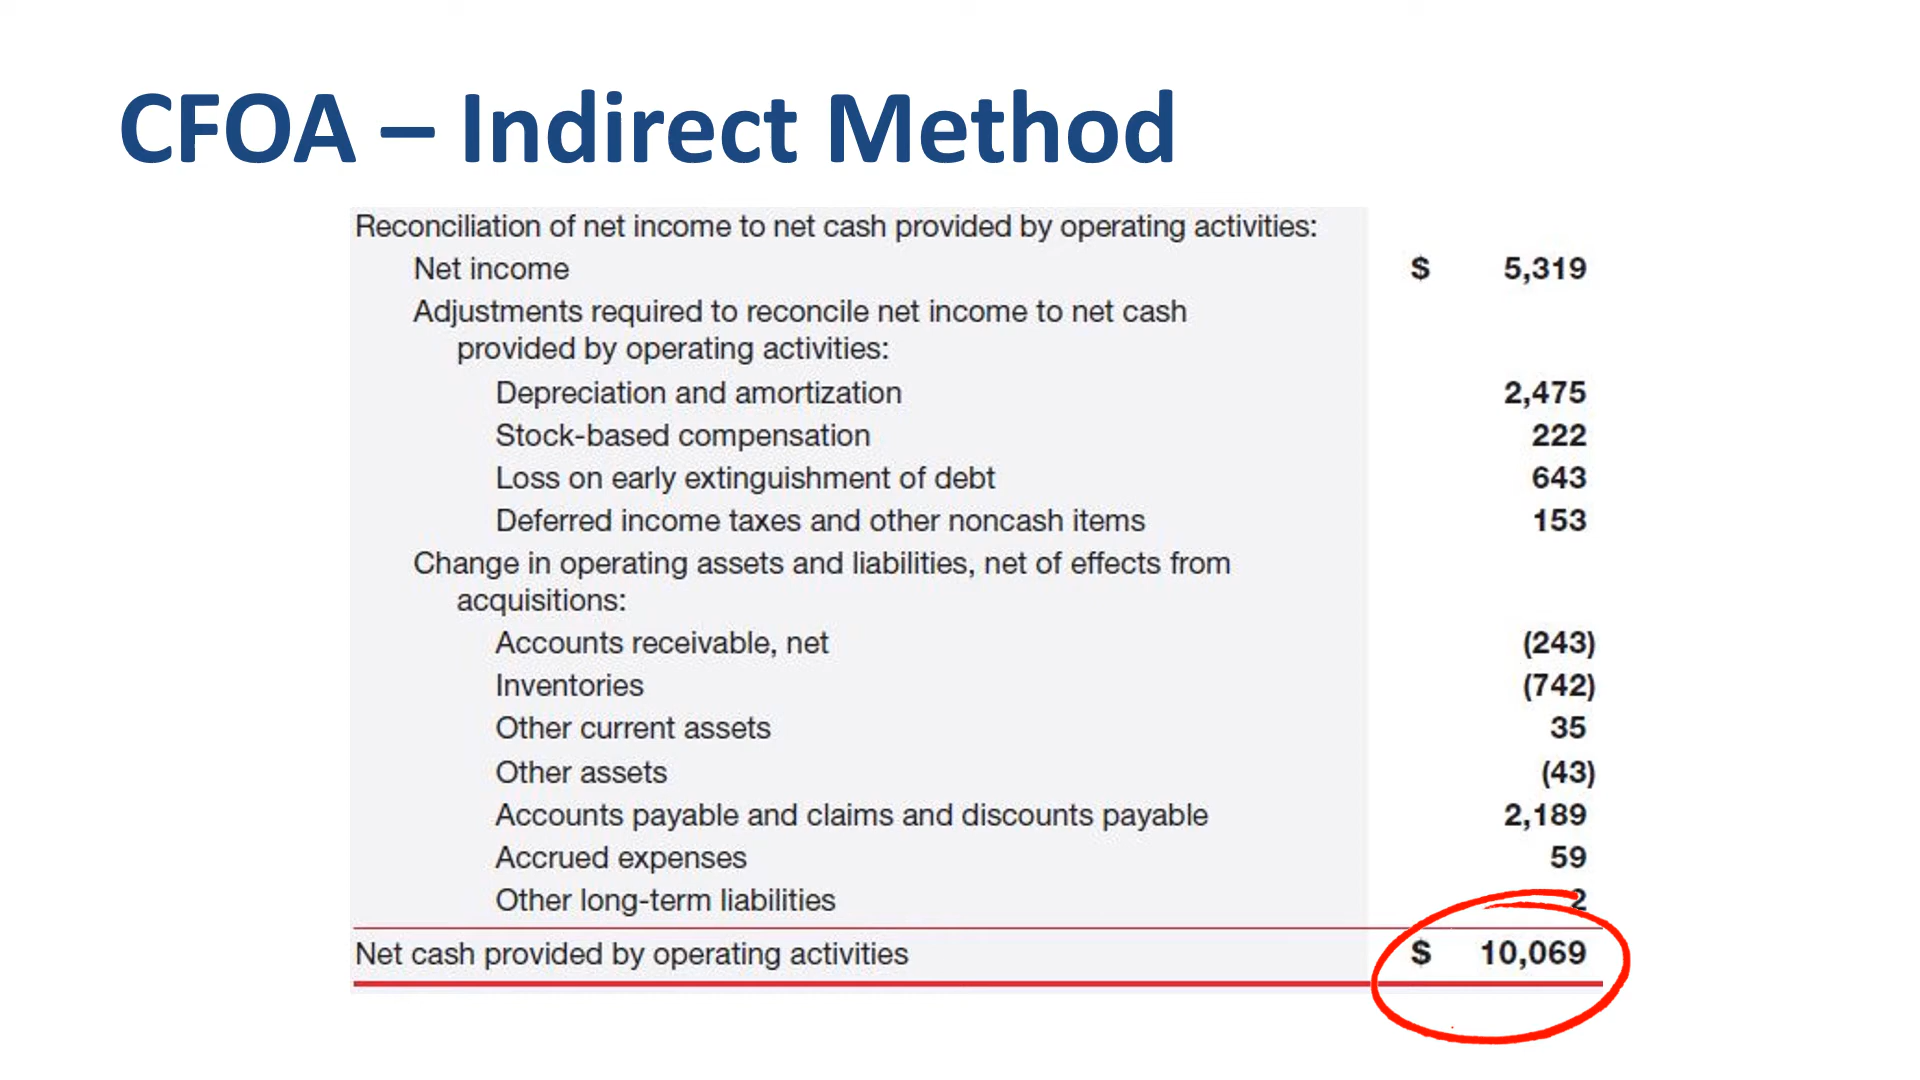 CFOA – Indirect Method
Reconciliation of net income to net cash provided by operating activities:
Net income $ 5,319
Adjustments required to reconcile net income to net cash
provided by operating activities:
Depreciation and amortization 2,475
Stock-based compensation 222
Loss on early extinguishment of debt 643
Deferred income taxes and other noncash items 153
Change in operating assets and liabilities, net of effects from
acquisitions:
Accounts receivable, net (243)
Inventories (742)
Other current assets 35
Other assets (43)
Accounts payable and claims and discounts payable 2,189
Accrued expenses 59
Other long-term liabilities 2
Net cash provided by operating activities $ 10,069